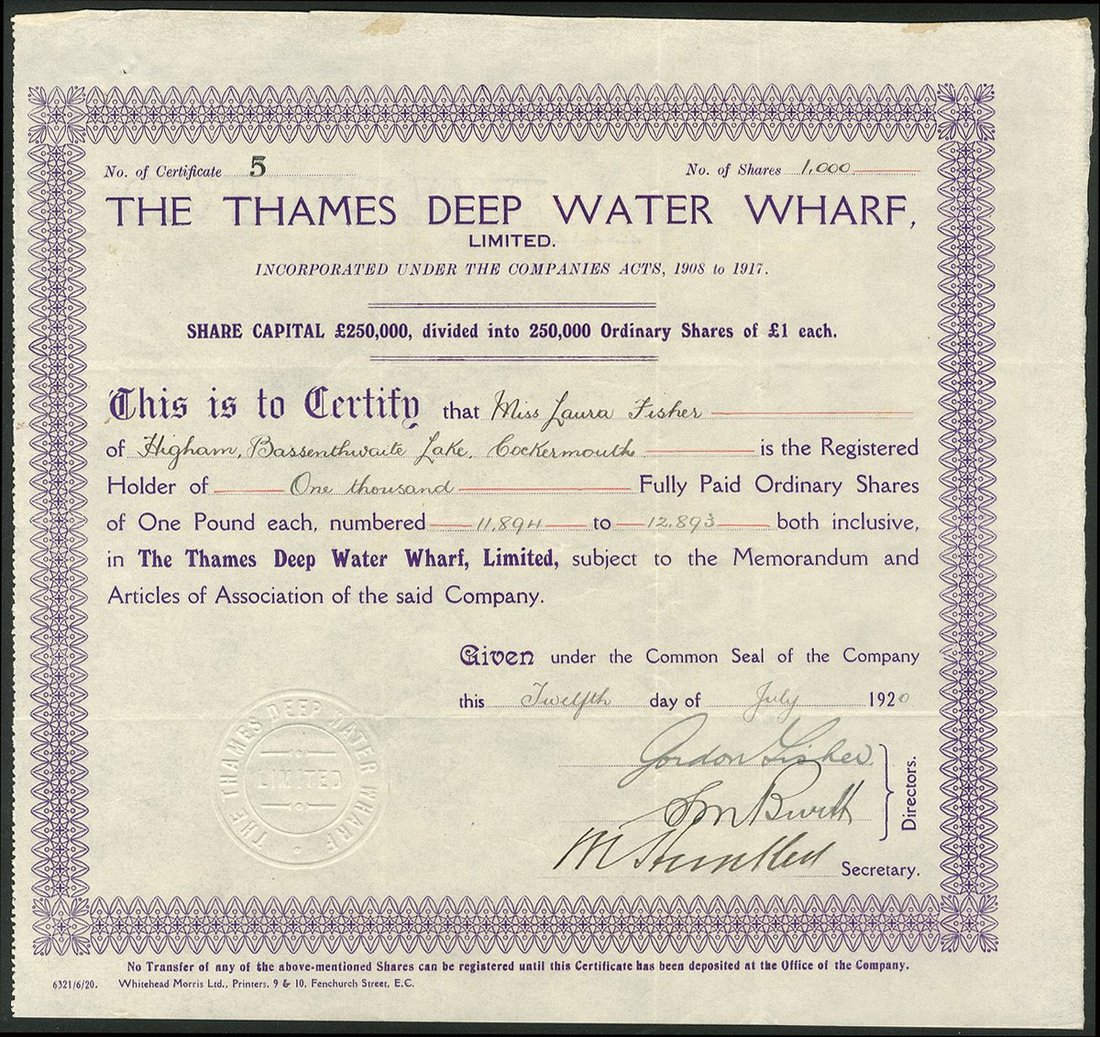 No. of Certificate 5
No. of Shares 1,000
THE THAMES DEEP WATER WHARF,
LIMITED.
INCORPORATED UNDER THE COMPANIES ACTS, 1908 to 1917.
SHARE CAPITAL £250,000, divided into 250,000 Ordinary Shares of £1 each.
This is to Certify that Miss Laura Fisher
of Higham, Bassenthwaite Lake, Cockermouth is the Registered
Holder of One thousand Fully Paid Ordinary Shares
of One Pound each, numbered 11,894 to 12,893 both inclusive,
in The Thames Deep Water Wharf, Limited, subject to the Memorandum and
Articles of Association of the said Company.
Given under the Common Seal of the Company
this Twelfth day of July 1920
THE THAMES DEEP WATER WHARF
LIMITED
Gordon Fisher
Directors.
Secretary.
No Transfer of any of the above-mentioned Shares can be registered until this Certificate has been deposited at the Office of the Company.
6321/6/20. Whitehead Morris Ltd., Printers, 9 & 10, Fenchurch Street, E.C.